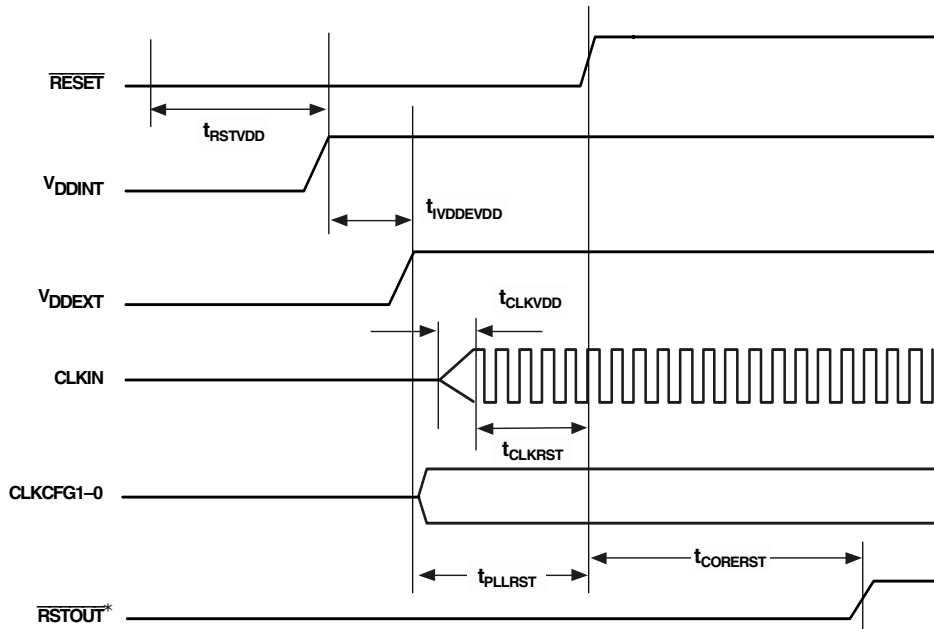 RESET
tRSTVDD
VDDINT
tIVDDEVDD
VDDEXT
tCLKVDD
CLKIN
tCLKRST
CLKCFG1–0
tPLLRST
tCORERST
RSTOUT*